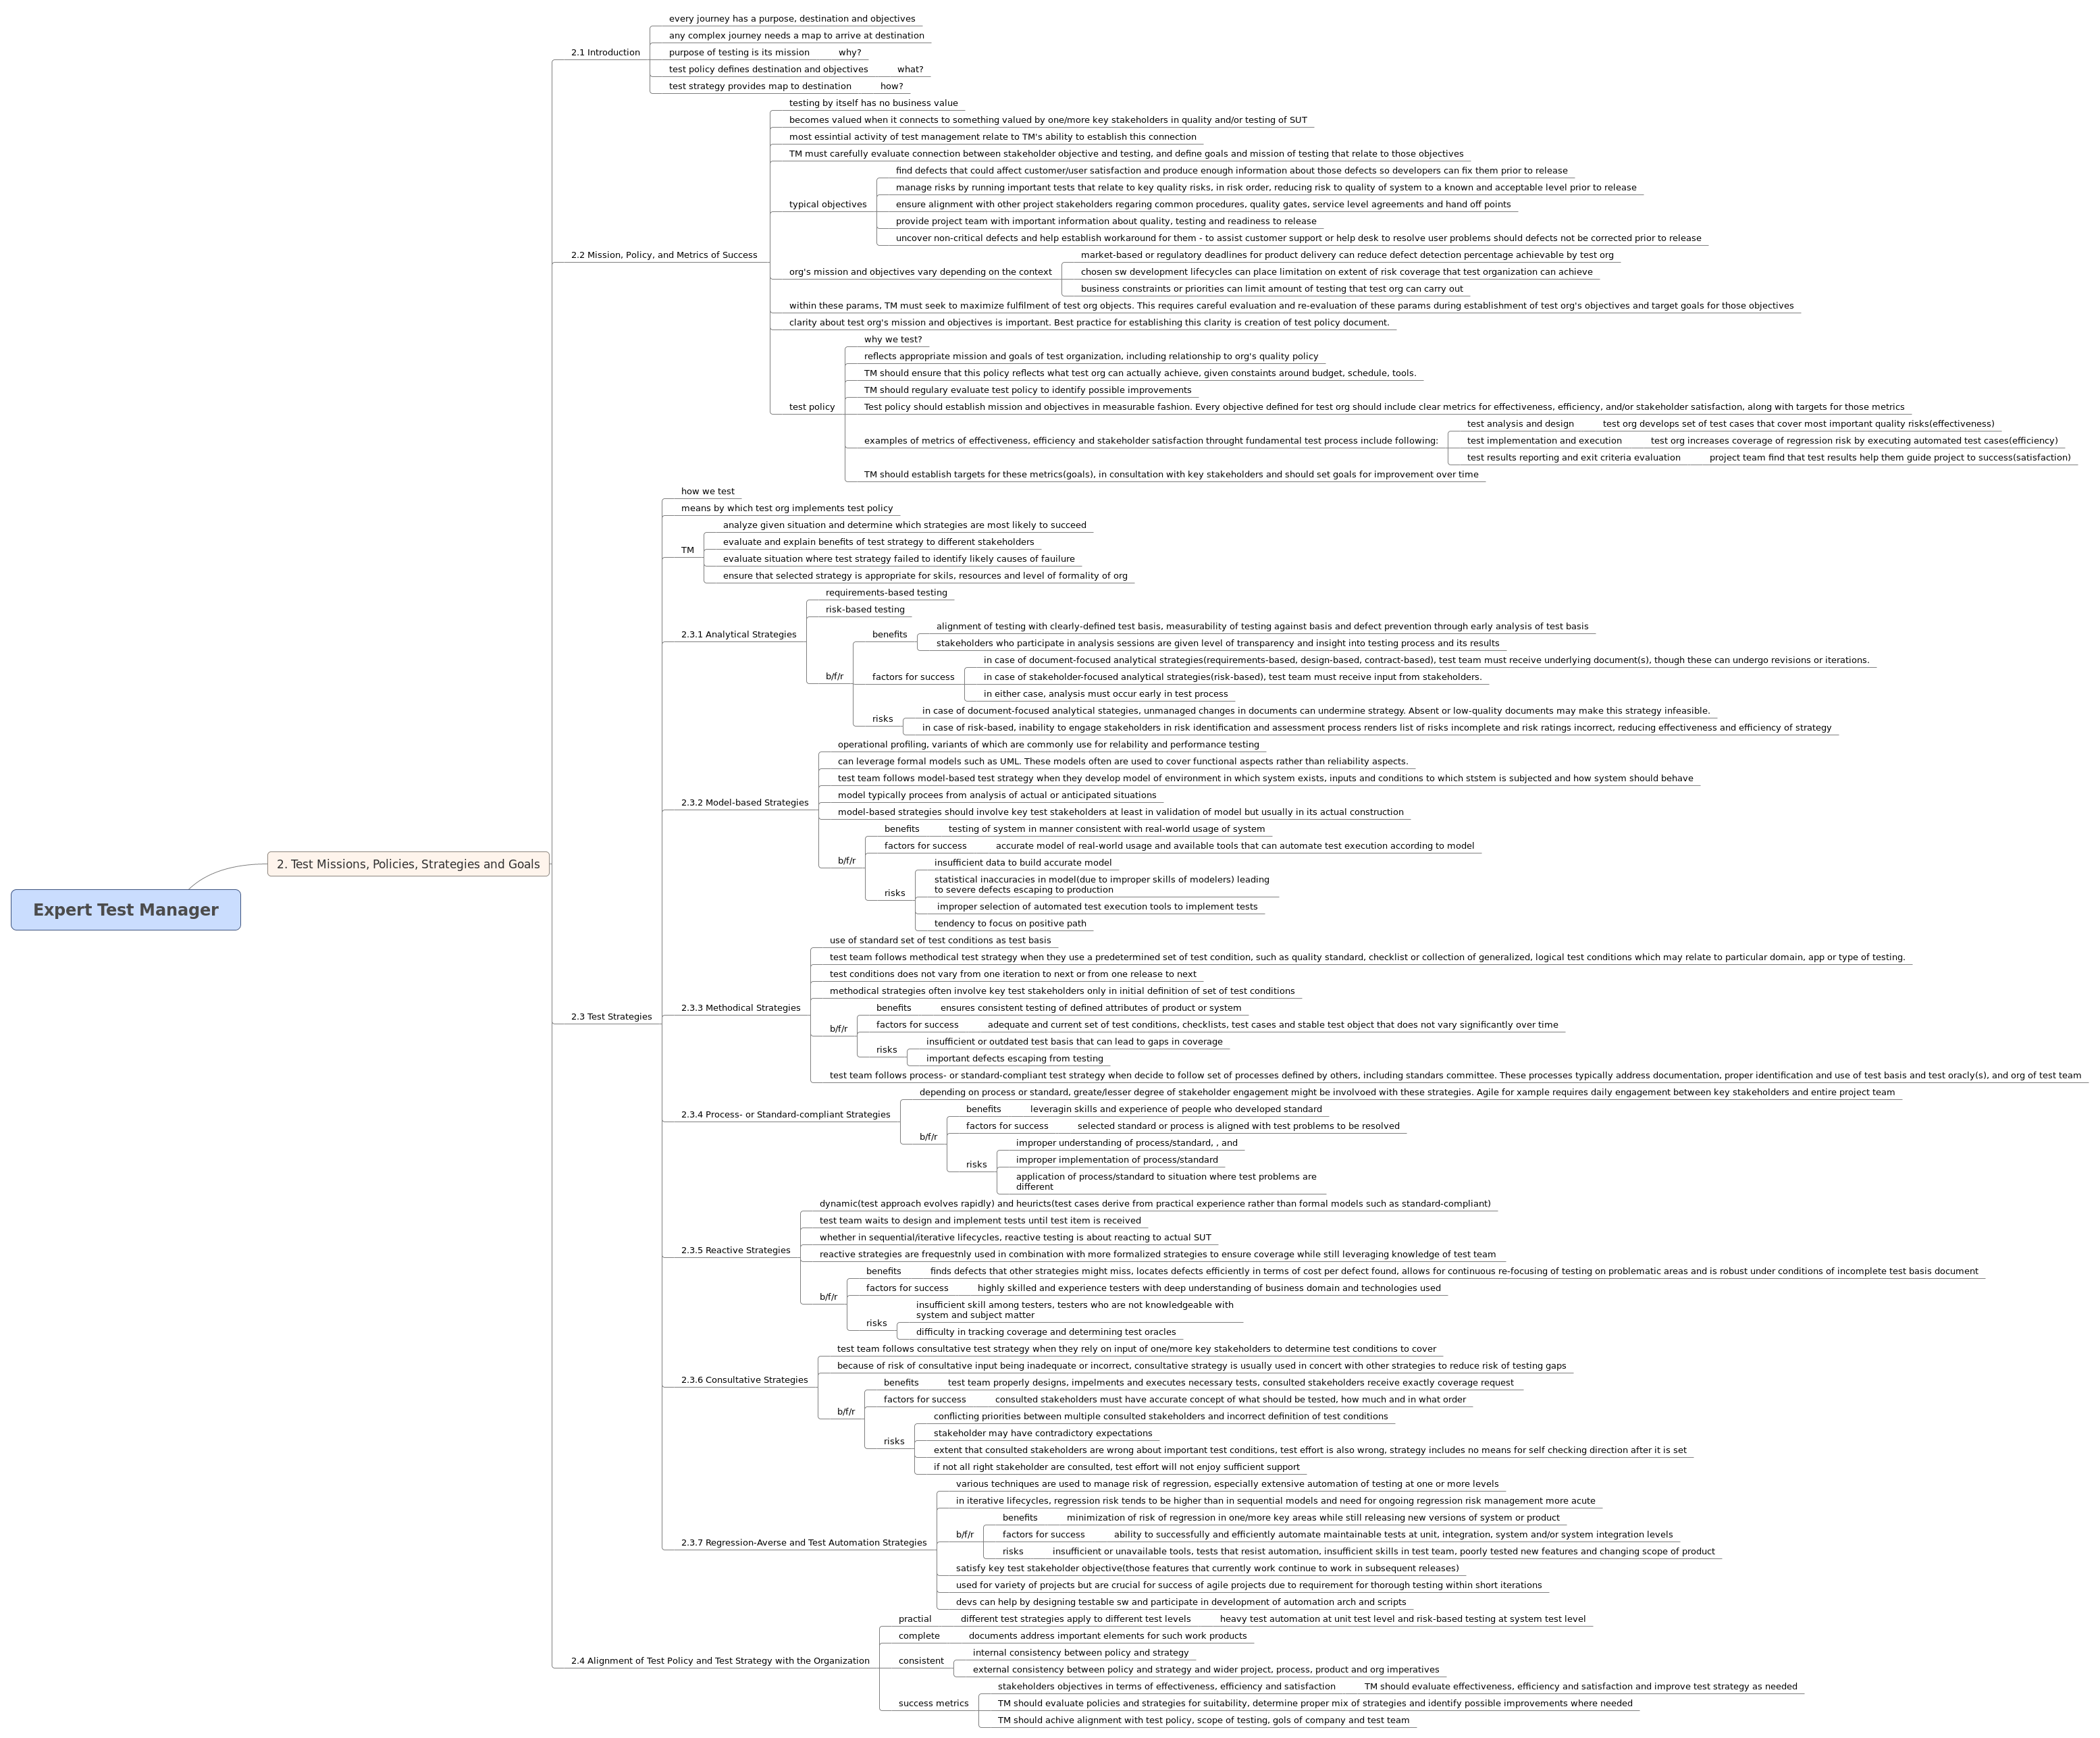 every journey has a purpose, destination and objectives
any complex journey needs a map to arrive at destination
2.1 Introduction
purpose of testing is its mission why?
test policy defines destination and objectives what?
test strategy provides map to destination how?
testing by itself has no business value
becomes valued when it connects to something valued by one/more key stakeholders in quality and/or testing of SUT
most essintial activity of test management relate to TM's ability to establish this connection
TM must carefully evaluate connection between stakeholder objective and testing, and define goals and mission of testing that relate to those objectives
find defects that could affect customer/user satisfaction and produce enough information about those defects so developers can fix them prior to release
manage risks by running important tests that relate to key quality risks, in risk order, reducing risk to quality of system to a known and acceptable level prior to release
typical objectives
ensure alignment with other project stakeholders regaring common procedures, quality gates, service level agreements and hand off points
provide project team with important information about quality, testing and readiness to release
uncover non-critical defects and help establish workaround for them - to assist customer support or help desk to resolve user problems should defects not be corrected prior to release
2.2 Mission, Policy, and Metrics of Success
market-based or regulatory deadlines for product delivery can reduce defect detection percentage achievable by test org
org's mission and objectives vary depending on the context
chosen sw development lifecycles can place limitation on extent of risk coverage that test organization can achieve
business constraints or priorities can limit amount of testing that test org can carry out
within these params, TM must seek to maximize fulfilment of test org objects. This requires careful evaluation and re-evaluation of these params during establishment of test org's objectives and target goals for those objectives
clarity about test org's mission and objectives is important. Best practice for establishing this clarity is creation of test policy document.
why we test?
reflects appropriate mission and goals of test organization, including relationship to org's quality policy
TM should ensure that this policy reflects what test org can actually achieve, given constaints around budget, schedule, tools.
TM should regulary evaluate test policy to identify possible improvements
test policy
Test policy should establish mission and objectives in measurable fashion. Every objective defined for test org should include clear metrics for effectiveness, efficiency, and/or stakeholder satisfaction, along with targets for those metrics
test analysis and design test org develops set of test cases that cover most important quality risks(effectiveness)
examples of metrics of effectiveness, efficiency and stakeholder satisfaction throught fundamental test process include following:
test implementation and execution test org increases coverage of regression risk by executing automated test cases(efficiency)
test results reporting and exit criteria evaluation project team find that test results help them guide project to success(satisfaction)
TM should establish targets for these metrics(goals), in consultation with key stakeholders and should set goals for improvement over time
how we test
means by which test org implements test policy
analyze given situation and determine which strategies are most likely to succeed
evaluate and explain benefits of test strategy to different stakeholders
TM
evaluate situation where test strategy failed to identify likely causes of fauilure
ensure that selected strategy is appropriate for skils, resources and level of formality of org
requirements-based testing
risk-based testing
2.3.1 Analytical Strategies
alignment of testing with clearly-defined test basis, measurability of testing against basis and defect prevention through early analysis of test basis
benefits
stakeholders who participate in analysis sessions are given level of transparency and insight into testing process and its results
in case of document-focused analytical strategies(requirements-based, design-based, contract-based), test team must receive underlying document(s), though these can undergo revisions or iterations.
b/f/r
factors for success
in case of stakeholder-focused analytical strategies(risk-based), test team must receive input from stakeholders.
in either case, analysis must occur early in test process
in case of document-focused analytical stategies, unmanaged changes in documents can undermine strategy. Absent or low-quality documents may make this strategy infeasible.
risks
in case of risk-based, inability to engage stakeholders in risk identification and assessment process renders list of risks incomplete and risk ratings incorrect, reducing effectiveness and efficiency of strategy
operational profiling, variants of which are commonly use for relability and performance testing
can leverage formal models such as UML. These models often are used to cover functional aspects rather than reliability aspects.
test team follows model-based test strategy when they develop model of environment in which system exists, inputs and conditions to which ststem is subjected and how system should behave
2.3.2 Model-based Strategies
model typically procees from analysis of actual or anticipated situations
model-based strategies should involve key test stakeholders at least in validation of model but usually in its actual construction
benefits testing of system in manner consistent with real-world usage of system
factors for success accurate model of real-world usage and available tools that can automate test execution according to model
b/f/r
insufficient data to build accurate model
statistical inaccuracies in model(due to improper skills of modelers) leading
to severe defects escaping to production
risks
improper selection of automated test execution tools to implement tests
tendency to focus on positive path
2. Test Missions, Policies, Strategies and Goals
Expert Test Manager
use of standard set of test conditions as test basis
test team follows methodical test strategy when they use a predetermined set of test condition, such as quality standard, checklist or collection of generalized, logical test conditions which may relate to particular domain, app or type of testing.
test conditions does not vary from one iteration to next or from one release to next
methodical strategies often involve key test stakeholders only in initial definition of set of test conditions
2.3.3 Methodical Strategies
benefits ensures consistent testing of defined attributes of product or system
2.3 Test Strategies
b/f/r
factors for success adequate and current set of test conditions, checklists, test cases and stable test object that does not vary significantly over time
insufficient or outdated test basis that can lead to gaps in coverage
risks
important defects escaping from testing
test team follows process- or standard-compliant test strategy when decide to follow set of processes defined by others, including standars committee. These processes typically address documentation, proper identification and use of test basis and test oracly(s), and org of test team
depending on process or standard, greate/lesser degree of stakeholder engagement might be involvoed with these strategies. Agile for xample requires daily engagement between key stakeholders and entire project team
2.3.4 Process- or Standard-compliant Strategies
benefits leveragin skills and experience of people who developed standard
factors for success selected standard or process is aligned with test problems to be resolved
b/f/r
improper understanding of process/standard, , and
risks
improper implementation of process/standard
application of process/standard to situation where test problems are
different
dynamic(test approach evolves rapidly) and heuricts(test cases derive from practical experience rather than formal models such as standard-compliant)
test team waits to design and implement tests until test item is received
whether in sequential/iterative lifecycles, reactive testing is about reacting to actual SUT
2.3.5 Reactive Strategies
reactive strategies are frequestnly used in combination with more formalized strategies to ensure coverage while still leveraging knowledge of test team
benefits finds defects that other strategies might miss, locates defects efficiently in terms of cost per defect found, allows for continuous re-focusing of testing on problematic areas and is robust under conditions of incomplete test basis document
factors for success highly skilled and experience testers with deep understanding of business domain and technologies used
b/f/r
insufficient skill among testers, testers who are not knowledgeable with
system and subject matter
risks
difficulty in tracking coverage and determining test oracles
test team follows consultative test strategy when they rely on input of one/more key stakeholders to determine test conditions to cover
because of risk of consultative input being inadequate or incorrect, consultative strategy is usually used in concert with other strategies to reduce risk of testing gaps
2.3.6 Consultative Strategies
benefits test team properly designs, impelments and executes necessary tests, consulted stakeholders receive exactly coverage request
factors for success consulted stakeholders must have accurate concept of what should be tested, how much and in what order
b/f/r
conflicting priorities between multiple consulted stakeholders and incorrect definition of test conditions
stakeholder may have contradictory expectations
risks
extent that consulted stakeholders are wrong about important test conditions, test effort is also wrong, strategy includes no means for self checking direction after it is set
if not all right stakeholder are consulted, test effort will not enjoy sufficient support
various techniques are used to manage risk of regression, especially extensive automation of testing at one or more levels
in iterative lifecycles, regression risk tends to be higher than in sequential models and need for ongoing regression risk management more acute
benefits minimization of risk of regression in one/more key areas while still releasing new versions of system or product
b/f/r
factors for success ability to successfully and efficiently automate maintainable tests at unit, integration, system and/or system integration levels
2.3.7 Regression-Averse and Test Automation Strategies
risks insufficient or unavailable tools, tests that resist automation, insufficient skills in test team, poorly tested new features and changing scope of product
satisfy key test stakeholder objective(those features that currently work continue to work in subsequent releases)
used for variety of projects but are crucial for success of agile projects due to requirement for thorough testing within short iterations
devs can help by designing testable sw and participate in development of automation arch and scripts
practial different test strategies apply to different test levels heavy test automation at unit test level and risk-based testing at system test level
complete documents address important elements for such work products
2.4 Alignment of Test Policy and Test Strategy with the Organization
internal consistency between policy and strategy
consistent
external consistency between policy and strategy and wider project, process, product and org imperatives
stakeholders objectives in terms of effectiveness, efficiency and satisfaction TM should evaluate effectiveness, efficiency and satisfaction and improve test strategy as needed
success metrics
TM should evaluate policies and strategies for suitability, determine proper mix of strategies and identify possible improvements where needed
TM should achive alignment with test policy, scope of testing, gols of company and test team